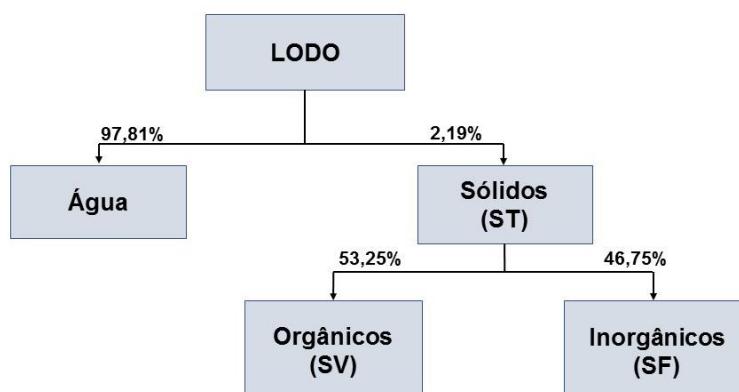 LODO
97,81%
2,19%
Água
Sólidos
(ST)
53,25%
46,75%
Orgânicos
(SV)
Inorgânicos
(SF)